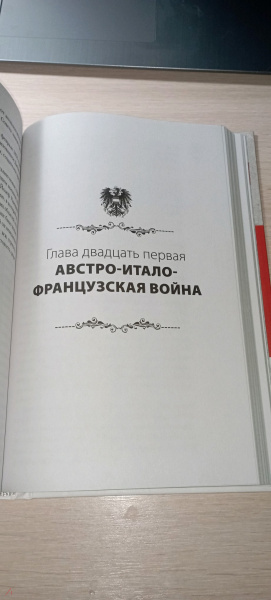 Глава двадцать первая
АВСТРО-ИТАЛО-
ФРАНЦУЗСКАЯ ВОЙНА